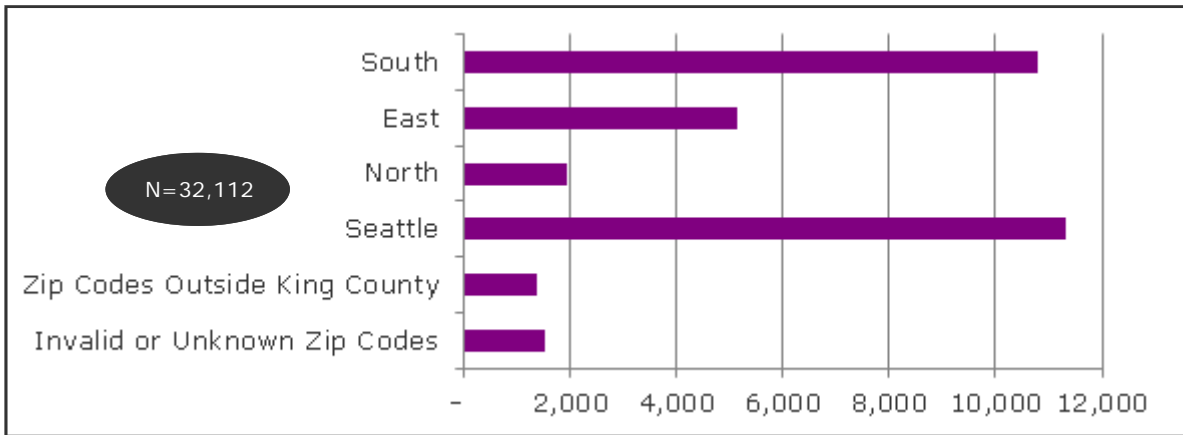 South
East
North
N=32,112
Seattle
Zip Codes Outside King County
Invalid or Unknown Zip Codes
- 2,000 4,000 6,000 8,000 10,000 12,000